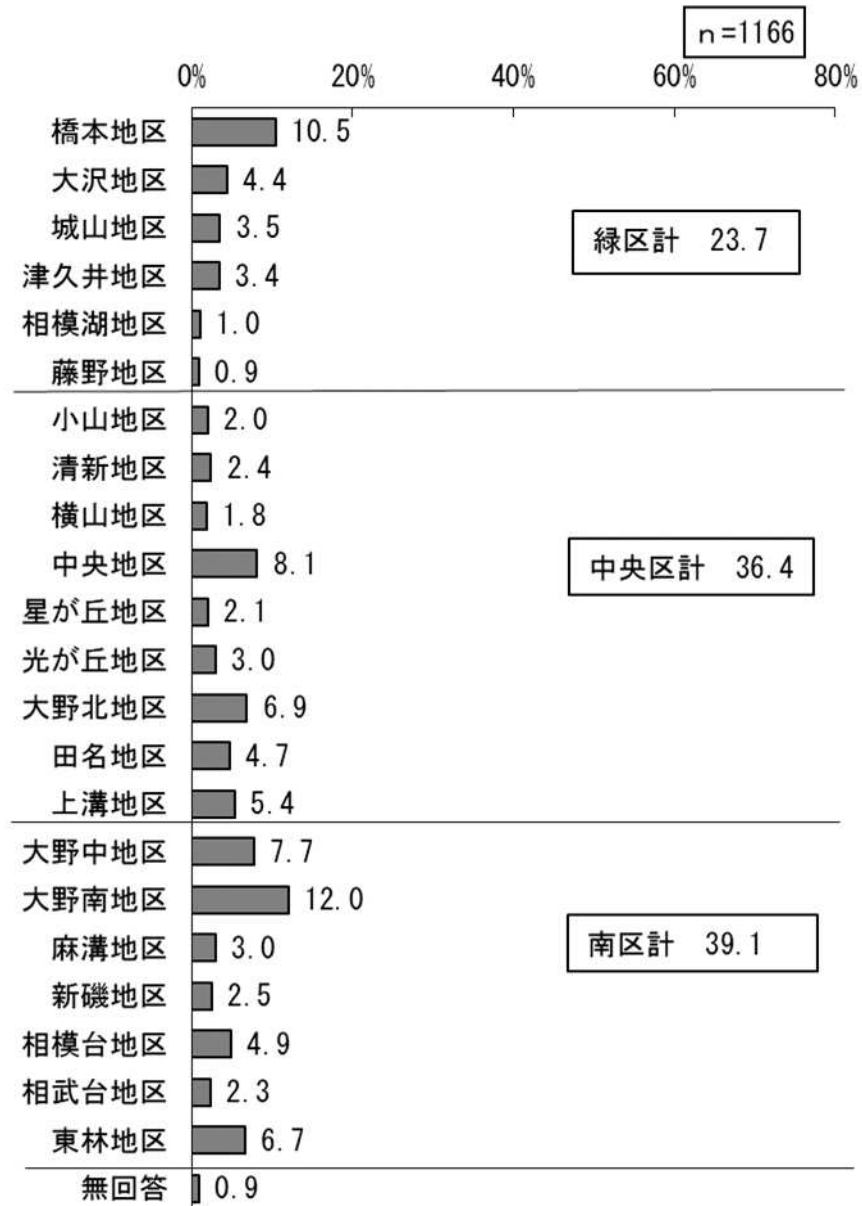 n=1166
0% 20% 40% 60% 80%
橋本地区 10.5
大沢地区 4.4
城山地区 3.5
緑区計 23.7
津久井地区 3.4
相模湖地区 1.0
藤野地区 0.9
小山地区 2.0
清新地区 2.4
横山地区 1.8
中央地区 8.1
中央区計 36.4
星が丘地区 2.1
光が丘地区 3.0
大野北地区 6.9
田名地区 4.7
上溝地区 5.4
大野中地区 7.7
大野南地区 12.0
麻溝地区 3.0
南区計 39.1
新磯地区 2.5
相模台地区 4.9
相武台地区 2.3
東林地区 6.7
無回答 0.9